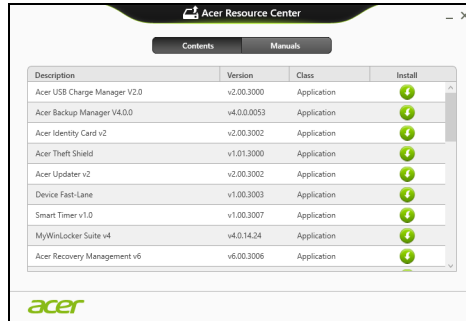 Acer Resource Center
Contents Manuals
Description Version Class Install
Acer USB Charge Manager V2.0 v2.00.3000 Application
Acer Backup Manager V4.0.0 v4.0.0.0053 Application
Acer Identity Card v2 v2.00.3002 Application
Acer Theft Shield v1.01.3000 Application
Acer Updater v2 v2.00.3002 Application
Device Fast-Lane v1.00.3003 Application
Smart Timer v1.0 v1.00.3007 Application
MyWinLocker Suite v4 v4.0.14.24 Application
Acer Recovery Management v6 v6.00.3006 Application
acer